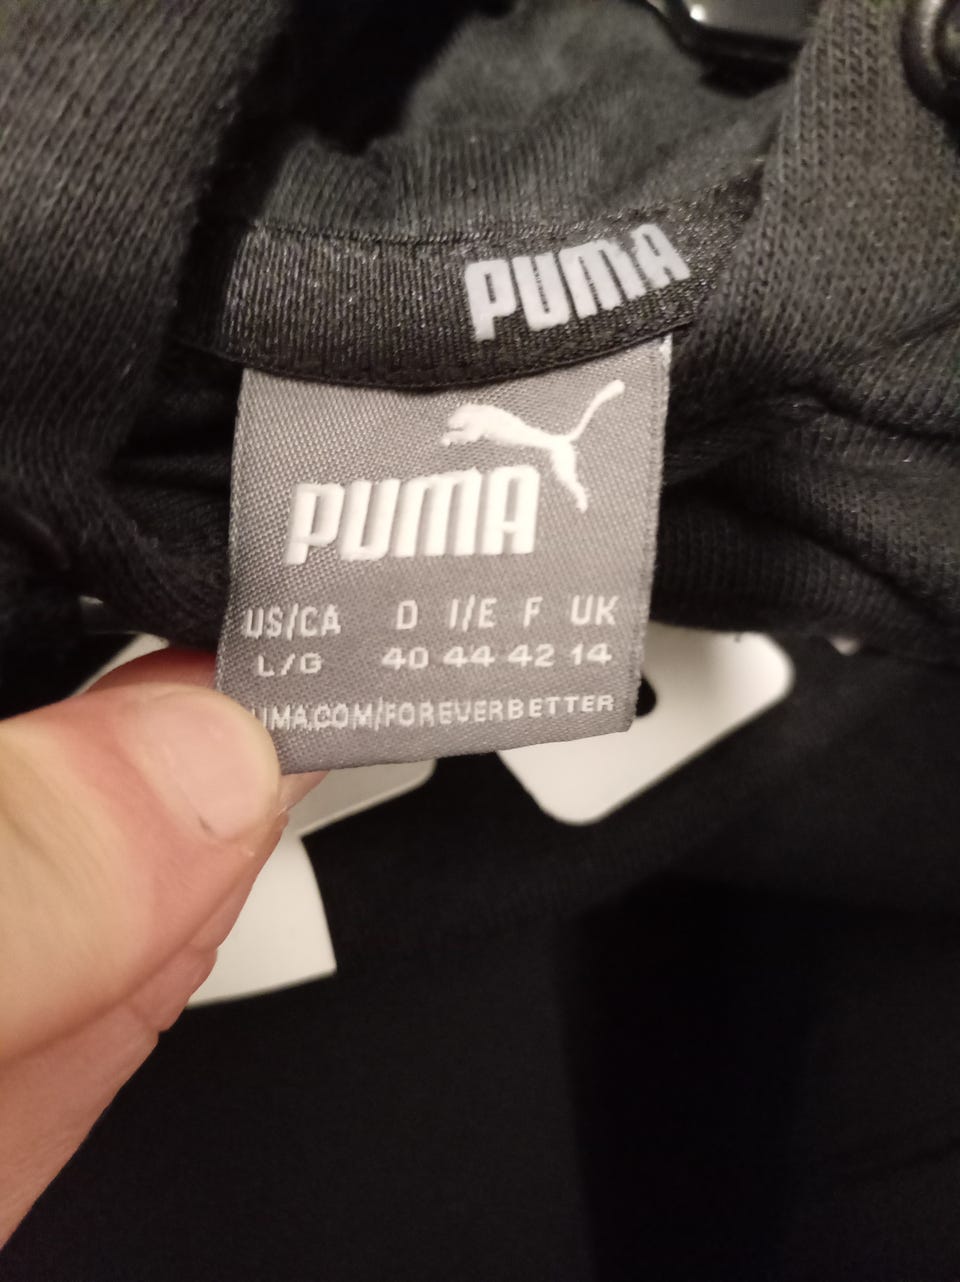 PUMA
PUMA
US/CA D I/E F UK
L/G 40 44 42 14
UMA.COM/FOREVERBETTER